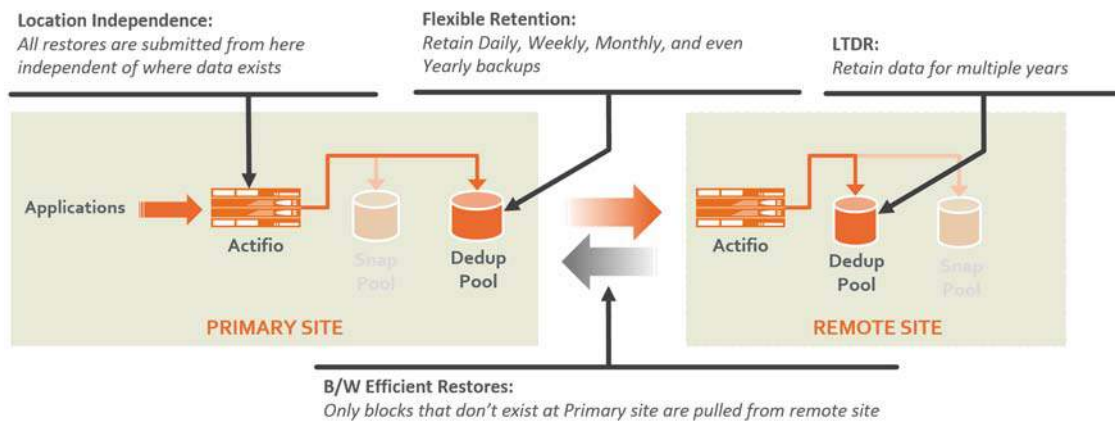 Location Independence:
All restores are submitted from here
independent of where data exists
Flexible Retention:
Retain Daily, Weekly, Monthly, and even
Yearly backups
LTDR:
Retain data for multiple years
Applications
Actifio
Snap
Pool
Dedup
Pool
PRIMARY SITE
Actifio
Dedup
Pool
Snap
Pool
REMOTE SITE
B/W Efficient Restores:
Only blocks that don't exist at Primary site are pulled from remote site